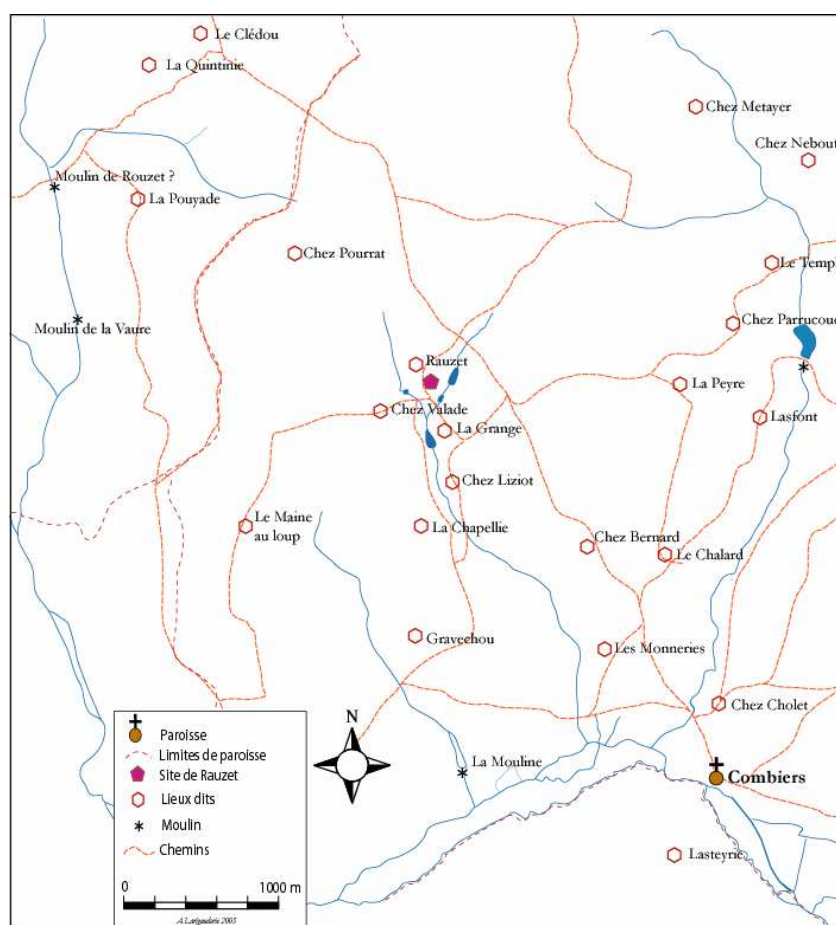 Le Clédou
La Quintinie
Chez Metayer
Chez Nebout
Moulin de Rouzet ?
La Pouyade
Chez Pourrat
Le Templ
Moulin de la Vaure
Chez Parrucou
Rauzet
La Peyre
Chez Valade
Lasfont
La Grange
Chez Liziot
Le Maine
au loup
La Chapellie
Chez Bernard
Le Chalard
Gravechou
Les Monneries
Chez Cholet
N
La Mouline
Combiers
Lasteyrie
Paroisse
Limites de paroisse
Site de Rauzet
Lieux dits
Moulin
Chemins
0 1000 m
A.Largauderie 2005